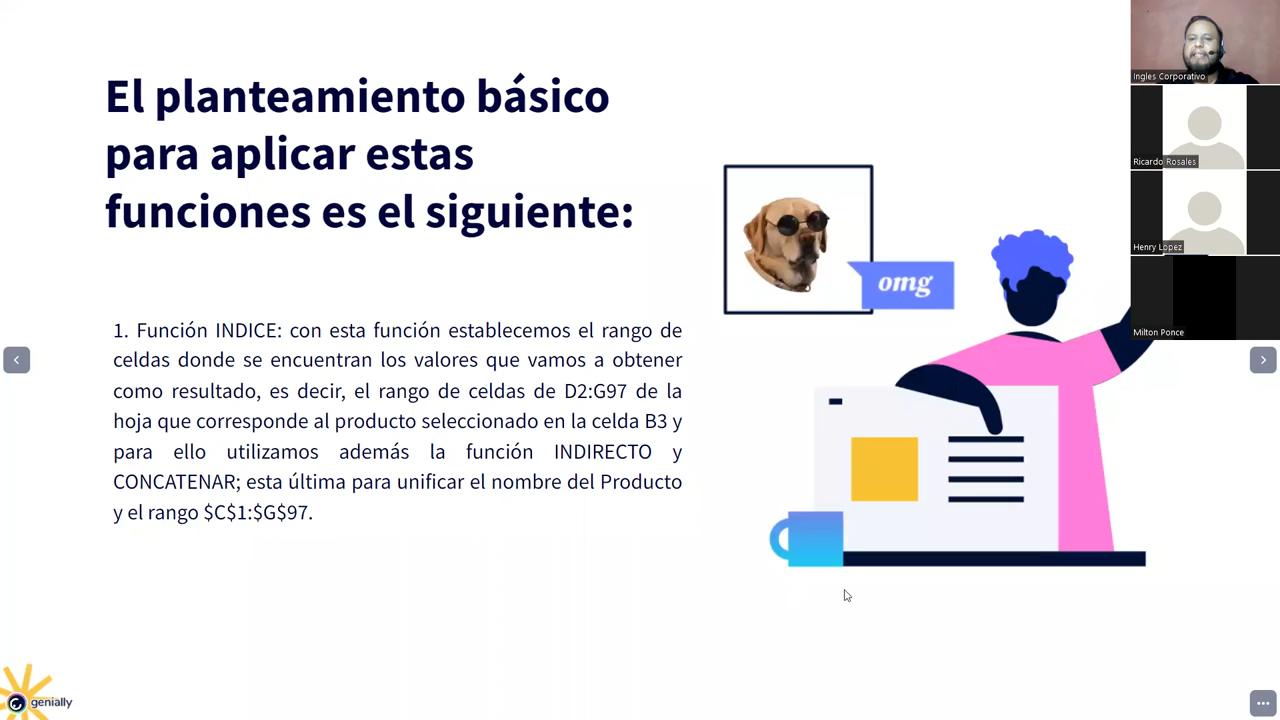 El planteamiento básico
para aplicar estas
funciones es el siguiente:
1. Función INDICE: con esta función establecemos el rango de
celdas donde se encuentran los valores que vamos a obtener
como resultado, es decir, el rango de celdas de D2:G97 de la
hoja que corresponde al producto seleccionado en la celda B3 y
para ello utilizamos además la función INDIRECTO y
CONCATENAR; esta última para unificar el nombre del Producto
y el rango $C$1:$G$97.
omg
Ingles Corporativo
Ricardo Rosales
Henry Lopez
Milton Ponce
genially